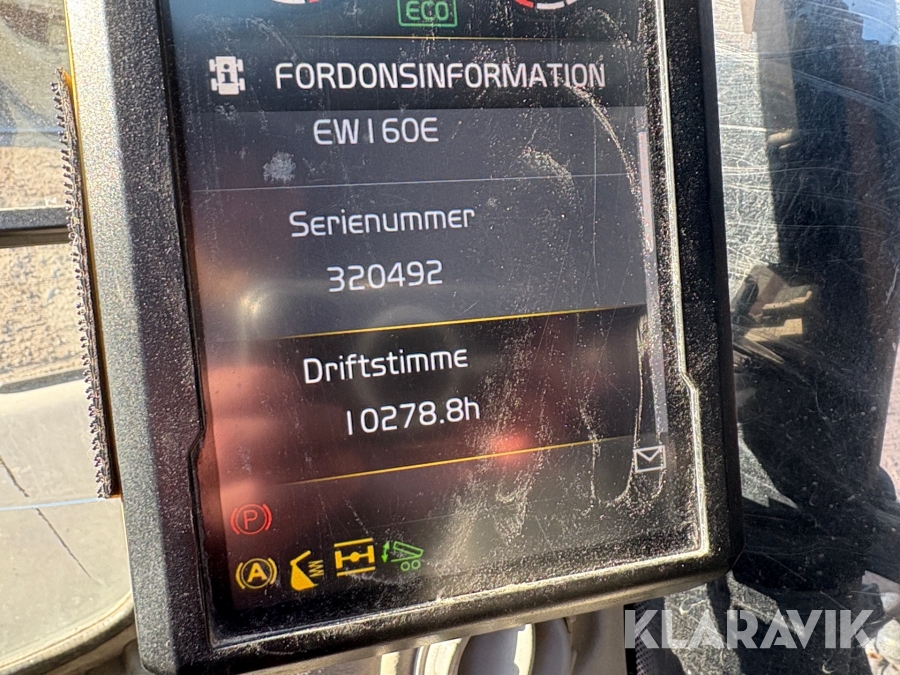 ECO
FORDONSINFORMATION
EW160E
Serienummer
320492
Driftstimme
10278.8h
P
A
KLARAVIK